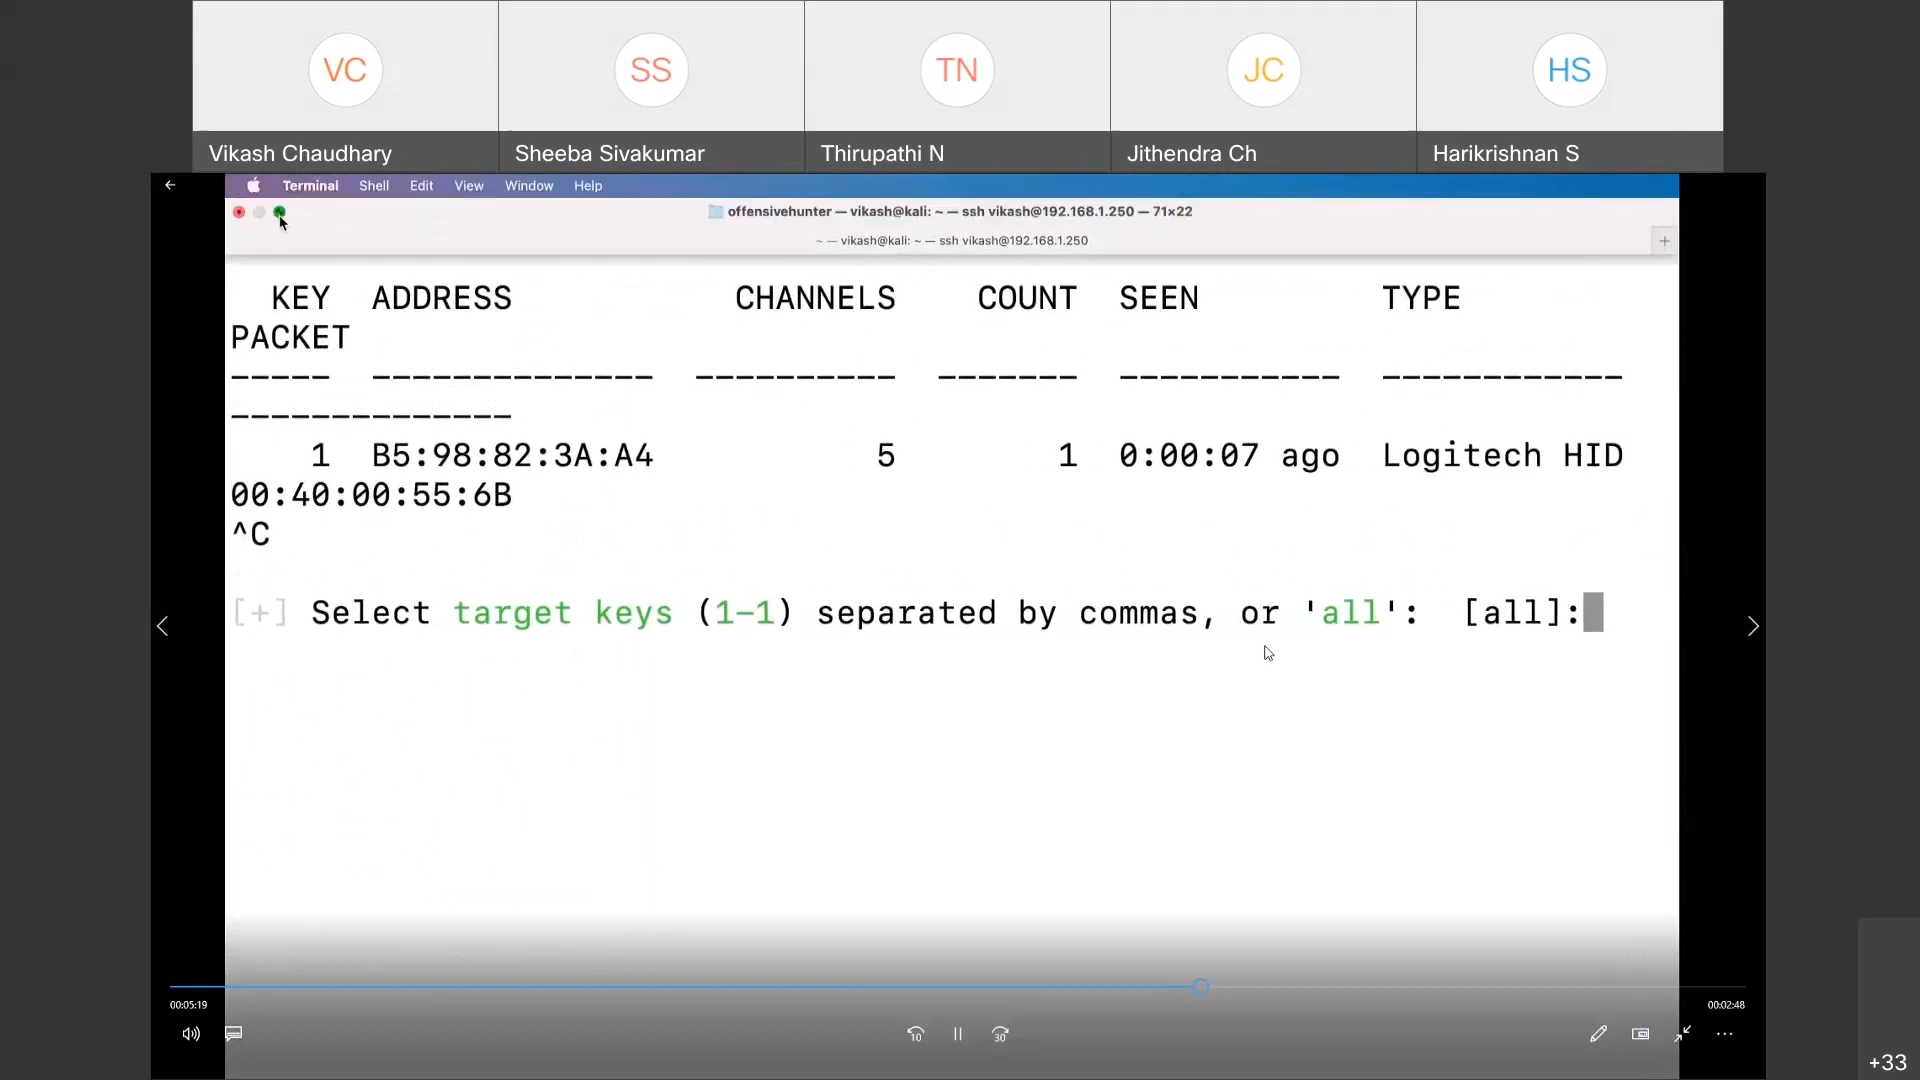 VC
SS
TN
JC
HS
Vikash Chaudhary
Sheeba Sivakumar
Thirupathi N
Jithendra Ch
Harikrishnan S
Terminal Shell Edit View Window Help
offensivehunter — vikash@kali: ~ — ssh vikash@192.168.1.250 — 71×22
~ — vikash@kali: ~ — ssh vikash@192.168.1.250
+
KEY ADDRESS CHANNELS COUNT SEEN TYPE
PACKET
----- -------------- ---------- ------- ----------- ------------
--------------
1 B5:98:82:3A:A4 5 1 0:00:07 ago Logitech HID
00:40:00:55:6B
^C
[+] Select target keys (1-1) separated by commas, or 'all': [all]:
00:05:19
00:02:48
10
30
+33